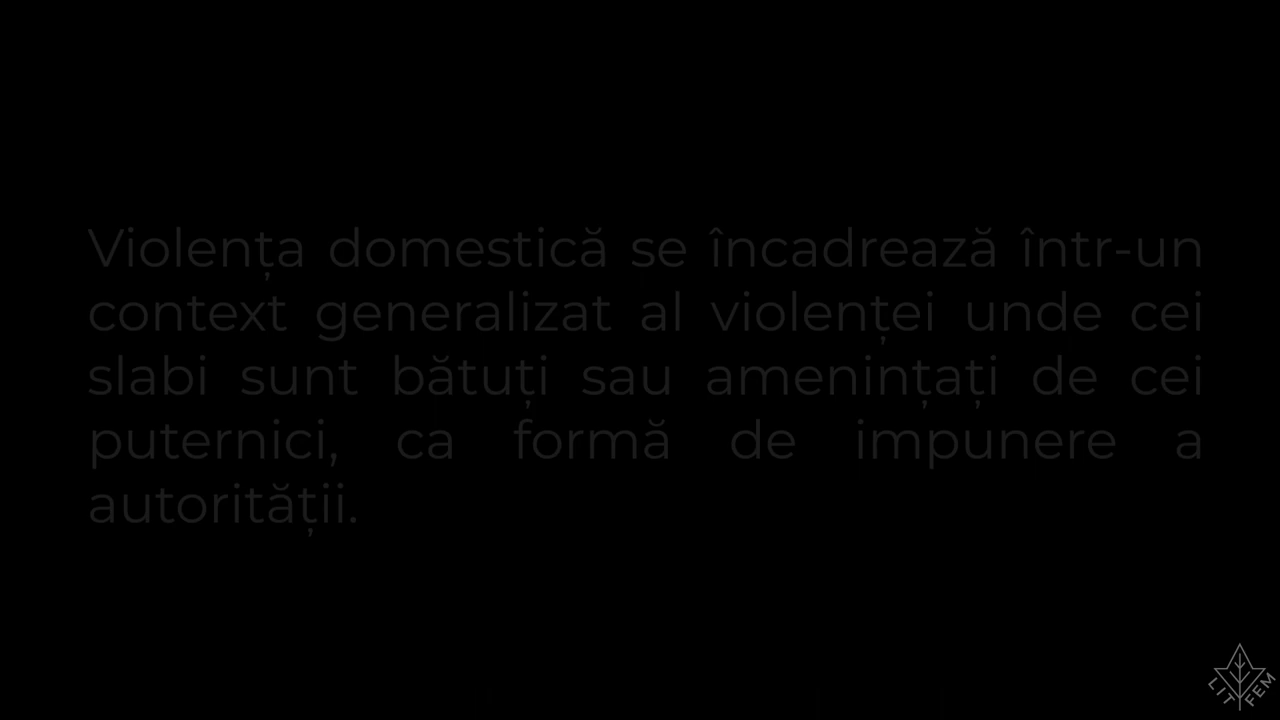 Violența domestică se încadrează într-un
context generalizat al violenței unde cei
slabi sunt bătuți sau amenințați de cei
puternici, ca formă de impunere a
autorității.
LIT FEM